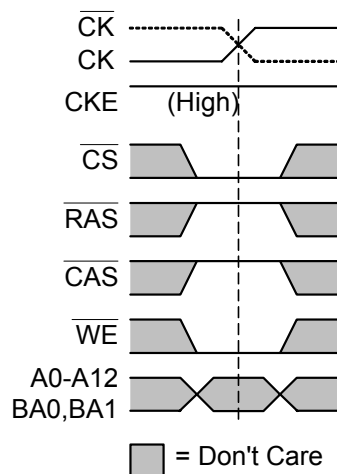 CK
CK
CKE (High)
CS
RAS
CAS
WE
A0-A12
BA0,BA1
= Don't Care